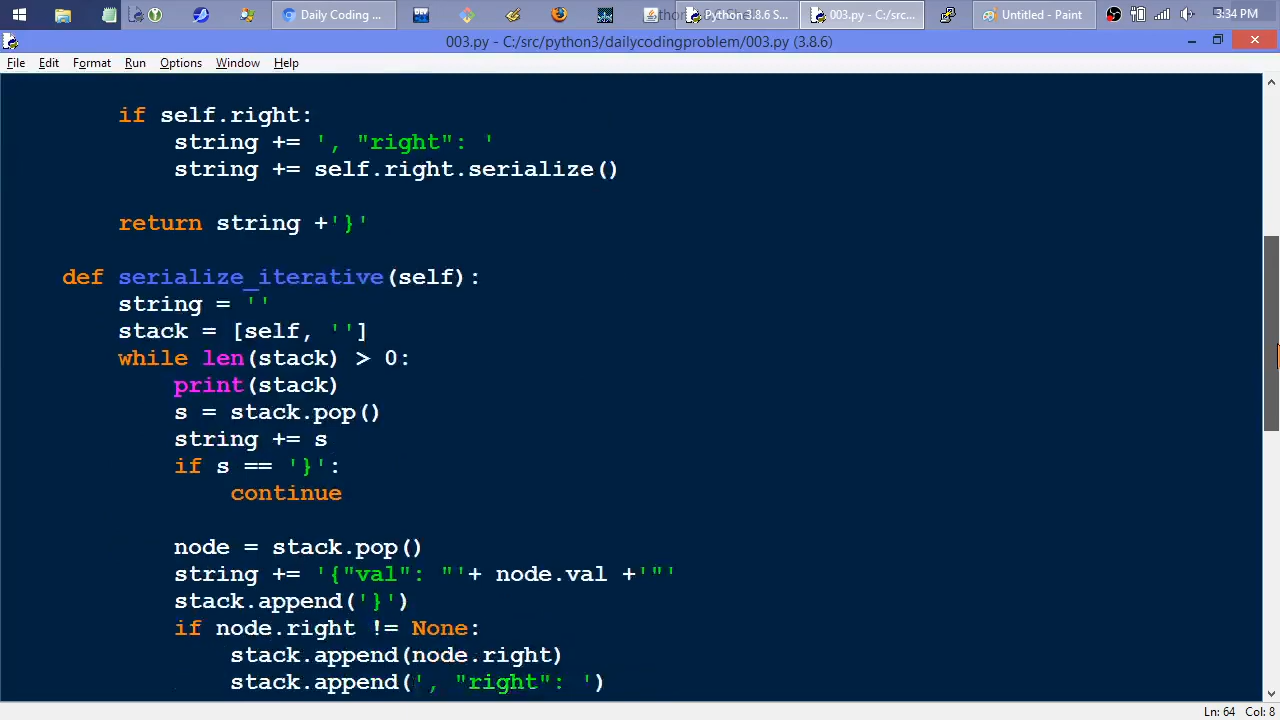 Daily Coding ...
Python 3.8.6 S...
003.py - C:/src...
Untitled - Paint
3:34 PM
003.py - C:/src/python3/dailycodingproblem/003.py (3.8.6)
File Edit Format Run Options Window Help
if self.right:
string += ', "right": '
string += self.right.serialize()
return string +'}'
def serialize_iterative(self):
string = ''
stack = [self, '']
while len(stack) > 0:
print(stack)
s = stack.pop()
string += s
if s == '}':
continue
node = stack.pop()
string += '{"val": "'+ node.val +'"'
stack.append('}')
if node.right != None:
stack.append(node.right)
stack.append(', "right": ')
Ln: 64 Col: 8